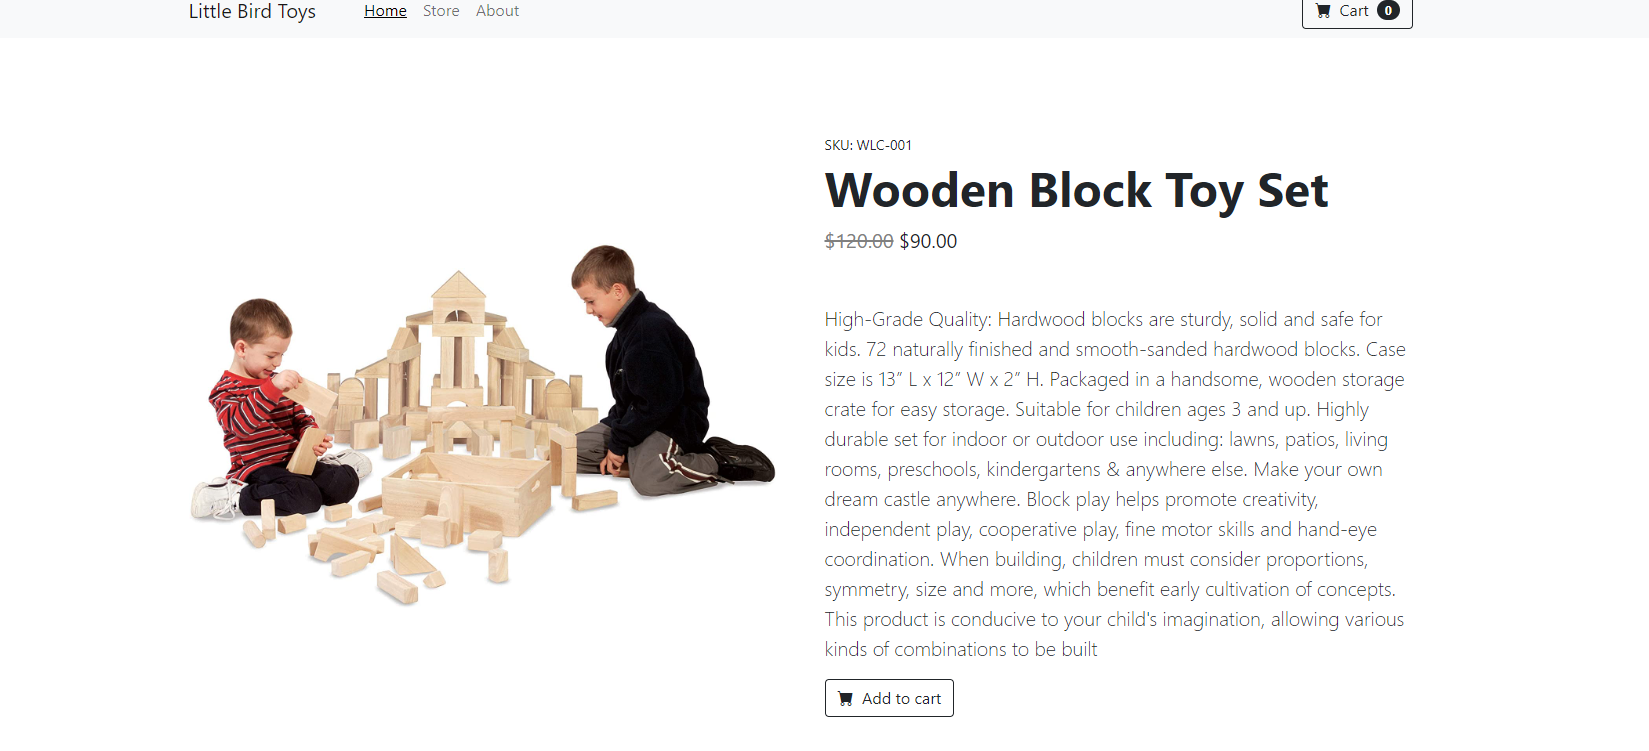 Little Bird Toys Home Store About Cart 0
SKU: WLC-001
Wooden Block Toy Set
$120.00 $90.00
High-Grade Quality: Hardwood blocks are sturdy, solid and safe for
kids. 72 naturally finished and smooth-sanded hardwood blocks. Case
size is 13” L x 12” W x 2” H. Packaged in a handsome, wooden storage
crate for easy storage. Suitable for children ages 3 and up. Highly
durable set for indoor or outdoor use including: lawns, patios, living
rooms, preschools, kindergartens & anywhere else. Make your own
dream castle anywhere. Block play helps promote creativity,
independent play, cooperative play, fine motor skills and hand-eye
coordination. When building, children must consider proportions,
symmetry, size and more, which benefit early cultivation of concepts.
This product is conducive to your child's imagination, allowing various
kinds of combinations to be built
Add to cart